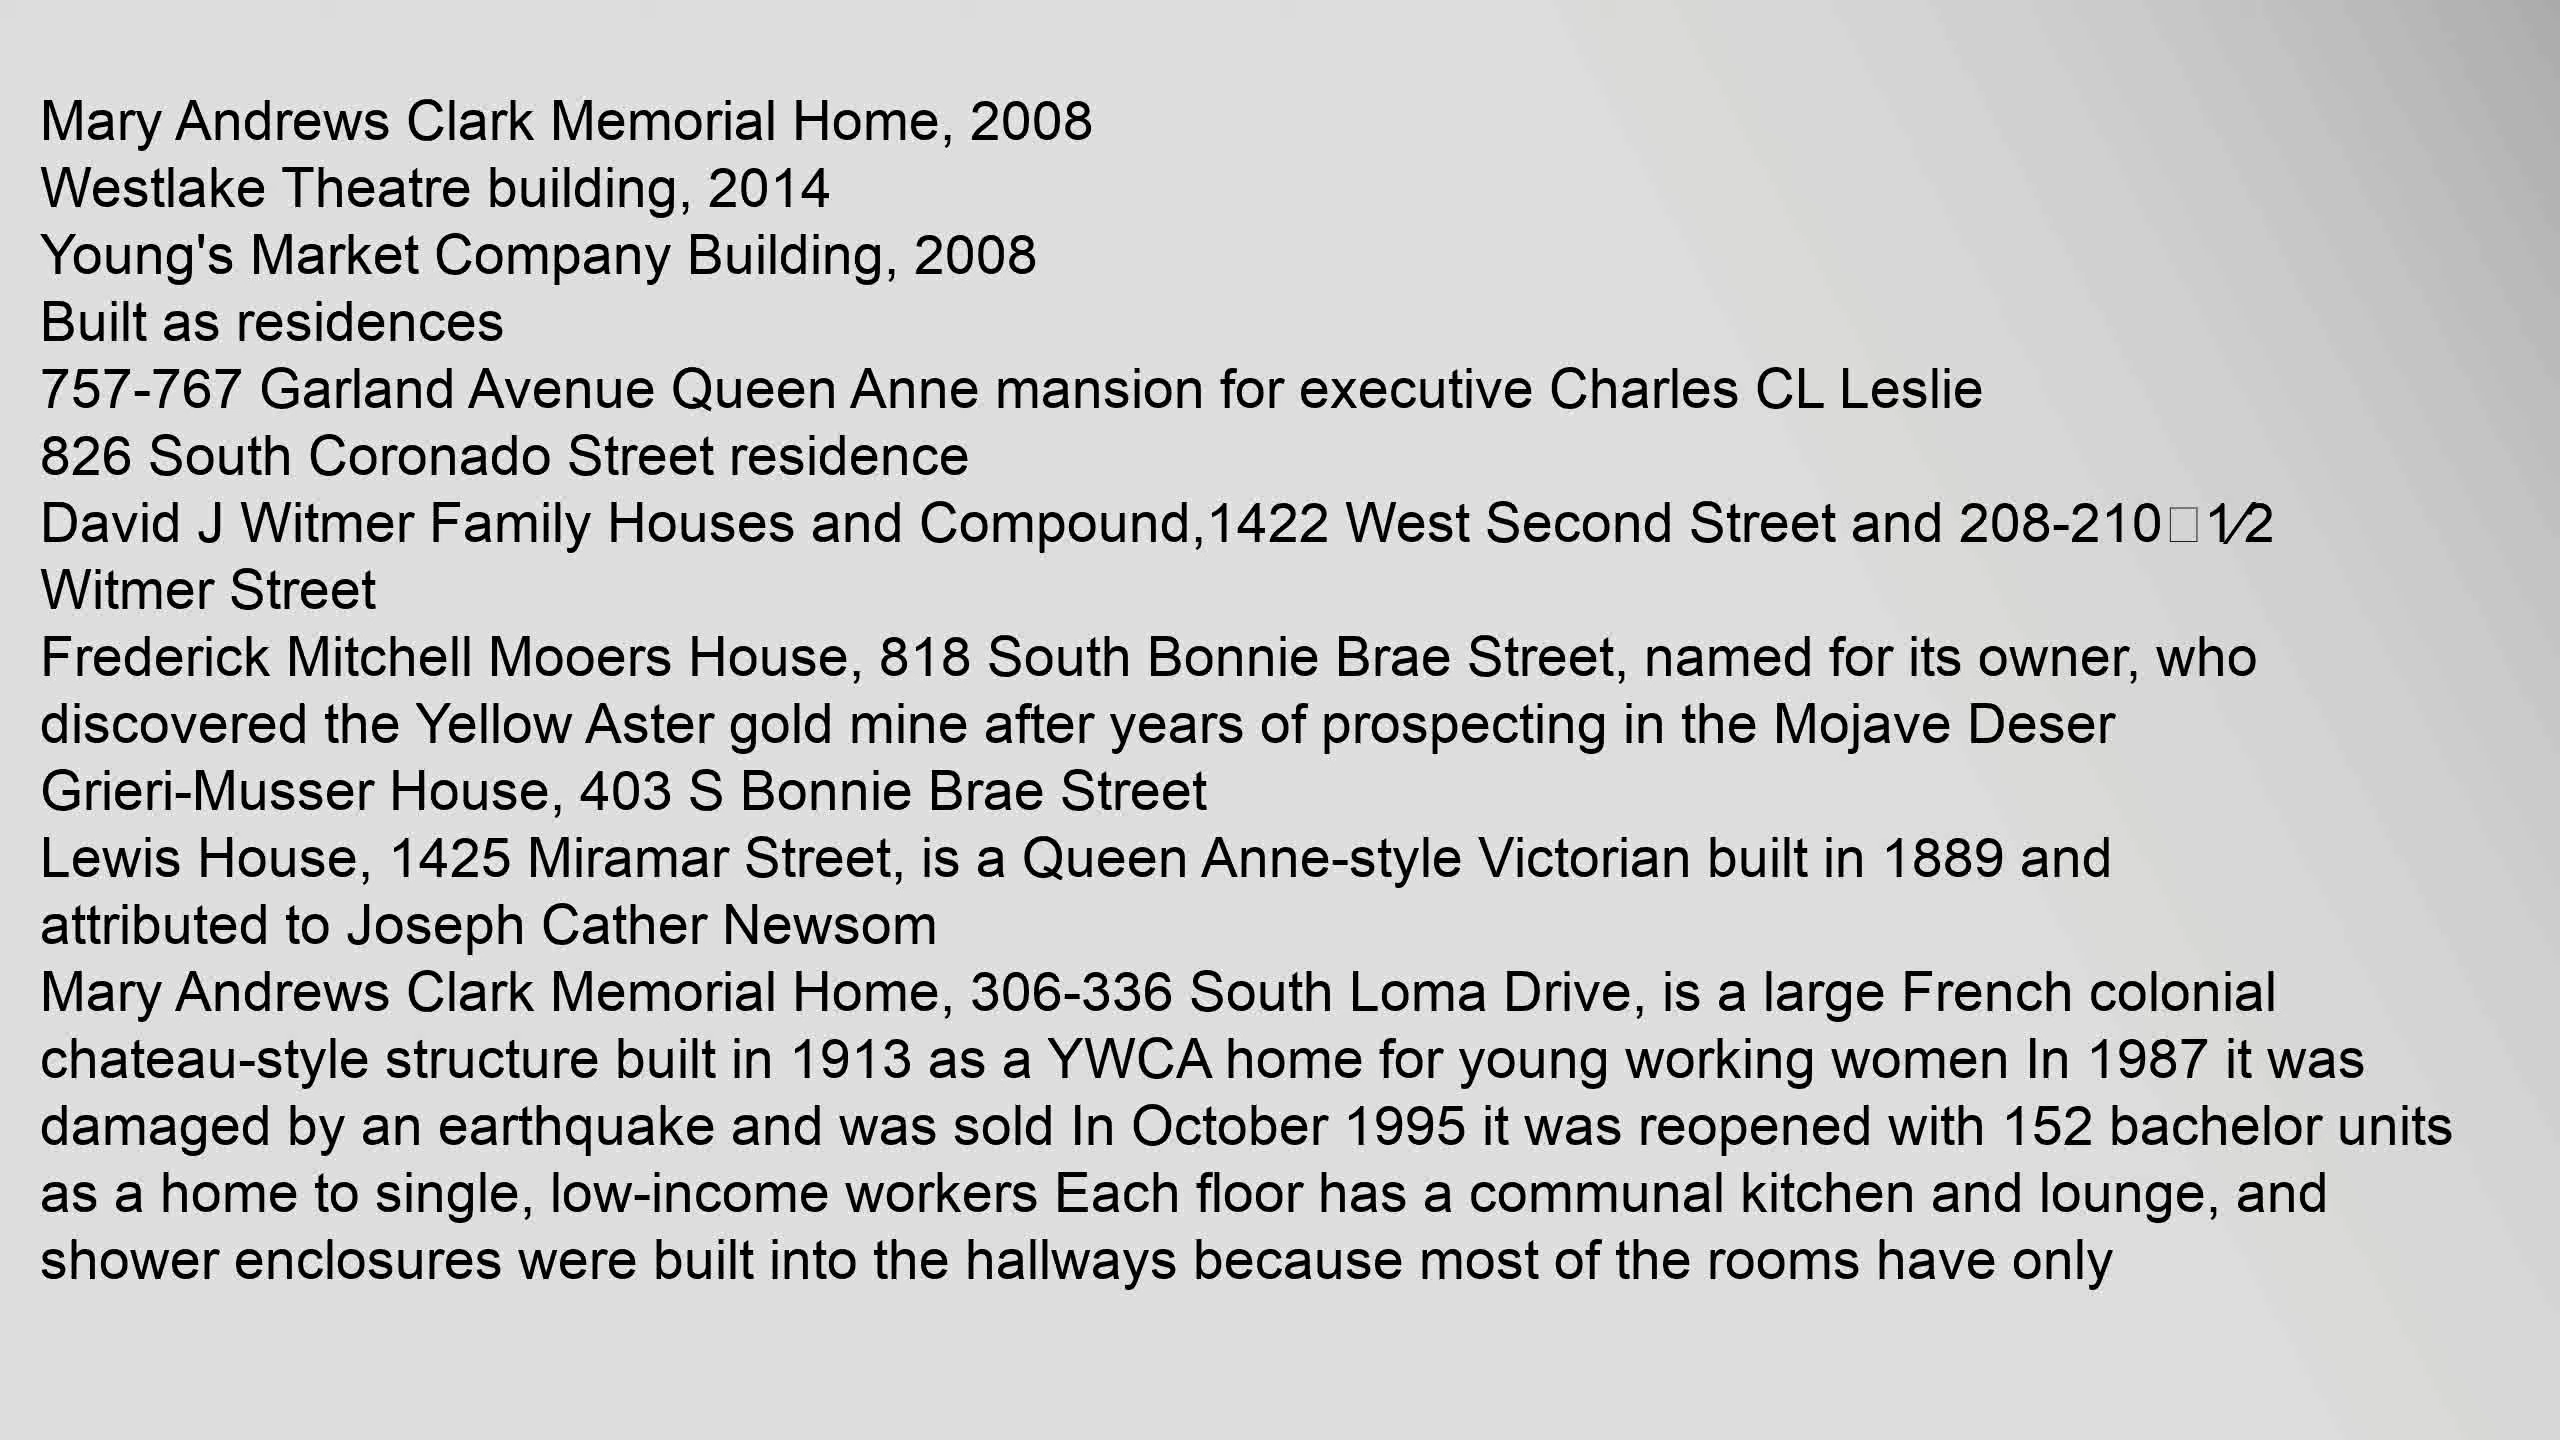 Mary Andrews Clark Memorial Home, 2008
Westlake Theatre building, 2014
Young's Market Company Building, 2008
Built as residences
757-767 Garland Avenue Queen Anne mansion for executive Charles CL Leslie
826 South Coronado Street residence
David J Witmer Family Houses and Compound,1422 West Second Street and 208-210□1⁄2
Witmer Street
Frederick Mitchell Mooers House, 818 South Bonnie Brae Street, named for its owner, who
discovered the Yellow Aster gold mine after years of prospecting in the Mojave Deser
Grieri-Musser House, 403 S Bonnie Brae Street
Lewis House, 1425 Miramar Street, is a Queen Anne-style Victorian built in 1889 and
attributed to Joseph Cather Newsom
Mary Andrews Clark Memorial Home, 306-336 South Loma Drive, is a large French colonial
chateau-style structure built in 1913 as a YWCA home for young working women In 1987 it was
damaged by an earthquake and was sold In October 1995 it was reopened with 152 bachelor units
as a home to single, low-income workers Each floor has a communal kitchen and lounge, and
shower enclosures were built into the hallways because most of the rooms have only